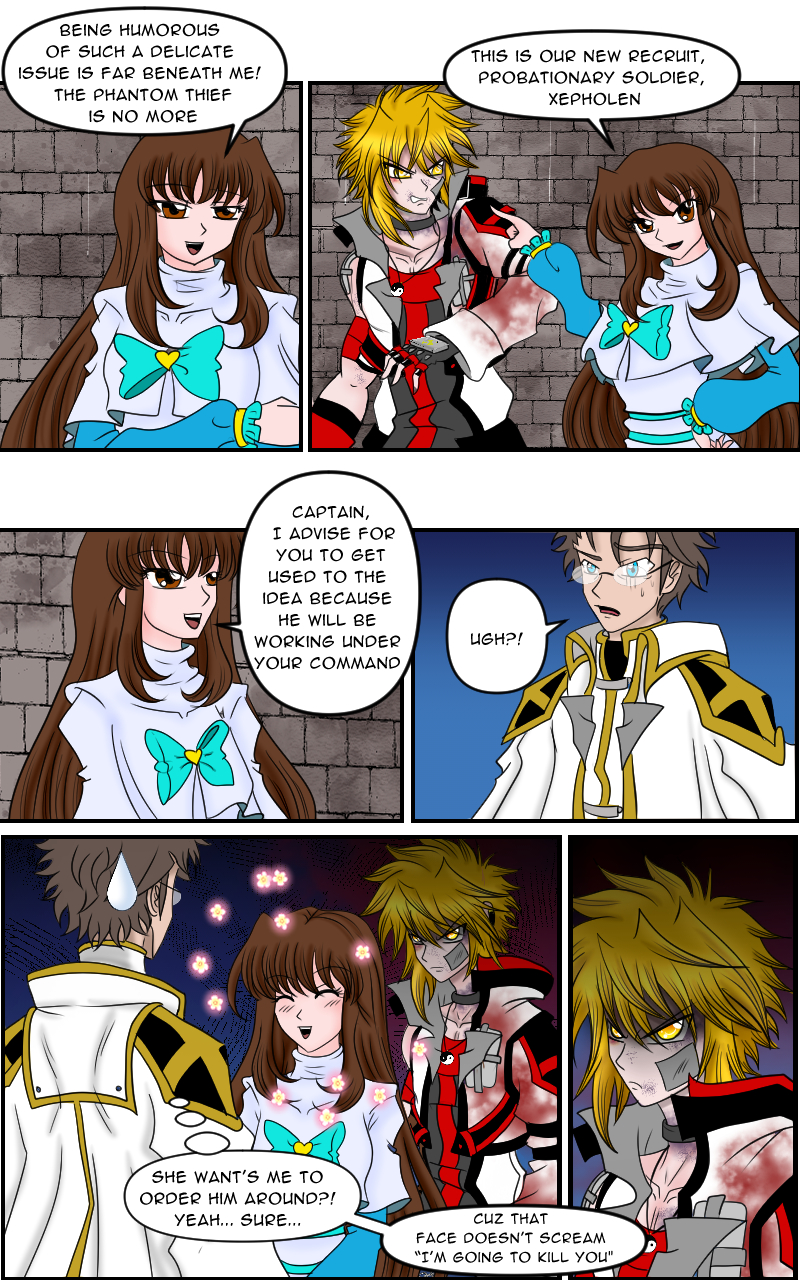 BEING HUMOROUS
OF SUCH A DELICATE
ISSUE IS FAR BENEATH ME!
THE PHANTOM THIEF
IS NO MORE
THIS IS OUR NEW RECRUIT,
PROBATIONARY SOLDIER,
XEPHOLEN
CAPTAIN,
I ADVISE FOR
YOU TO GET
USED TO THE
IDEA BECAUSE
HE WILL BE
WORKING UNDER
YOUR COMMAND
UGH?!
SHE WANT'S ME TO
ORDER HIM AROUND?!
YEAH... SURE...
CUZ THAT
FACE DOESN'T SCREAM
"I'M GOING TO KILL YOU"